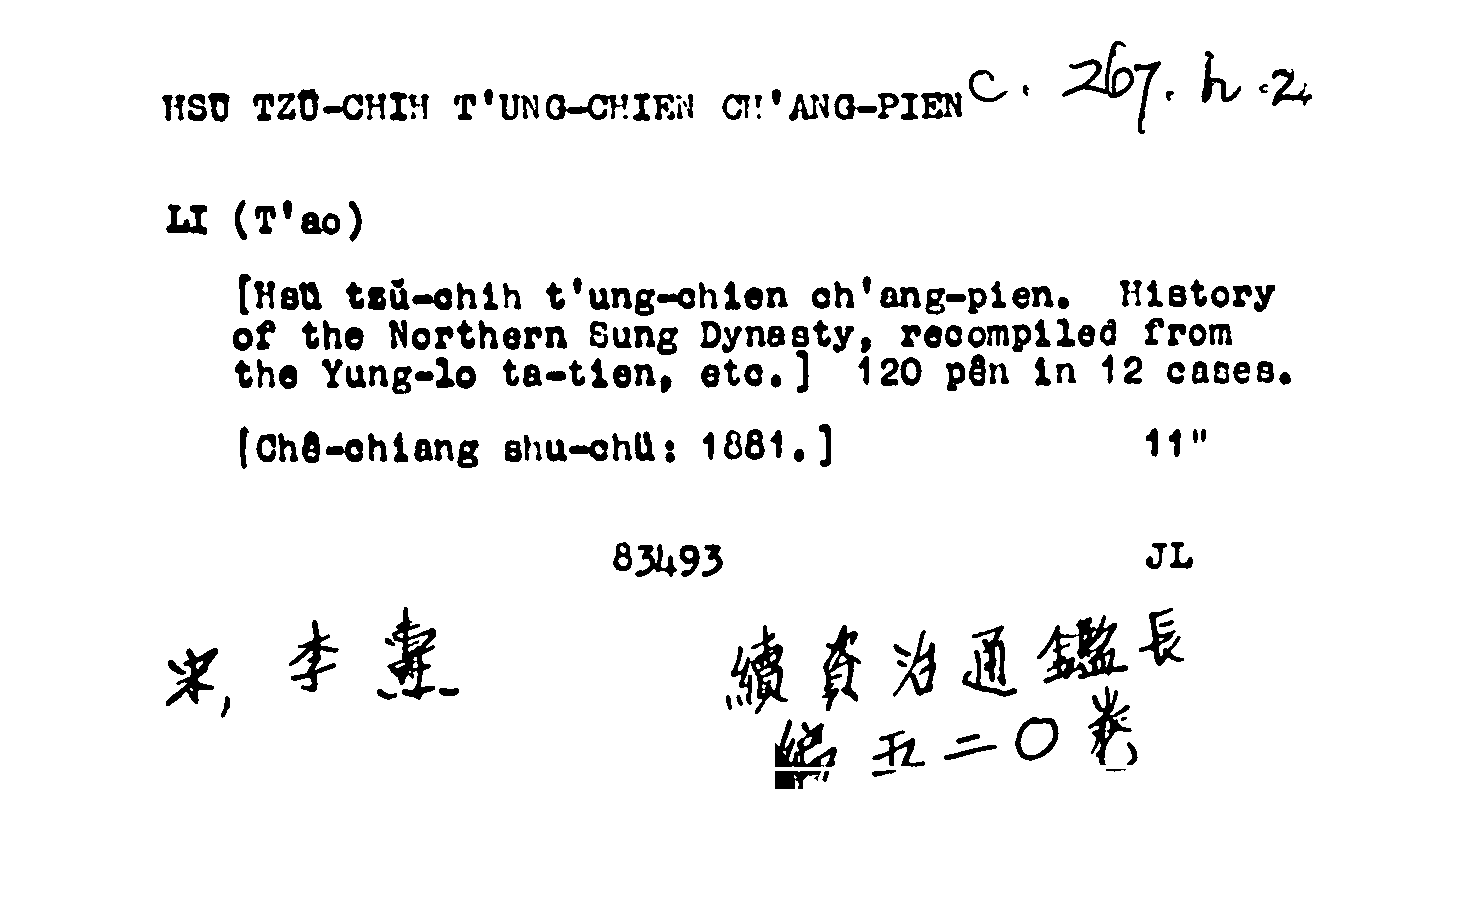 HSÜ TZŬ-CHIH T'UNG-CHIEN CH'ANG-PIEN c. 267. h. 2.
LI (T'ao)
[Hsü tzŭ-chih t'ung-chien ch'ang-pien. History
of the Northern Sung Dynasty, recompiled from
the Yung-lo ta-tien, etc.] 120 pên in 12 cases.
[Chê-chiang shu-chü: 1881.] 11"
83493 JL
宋, 李燾 續資治通鑑長
編 五二〇卷